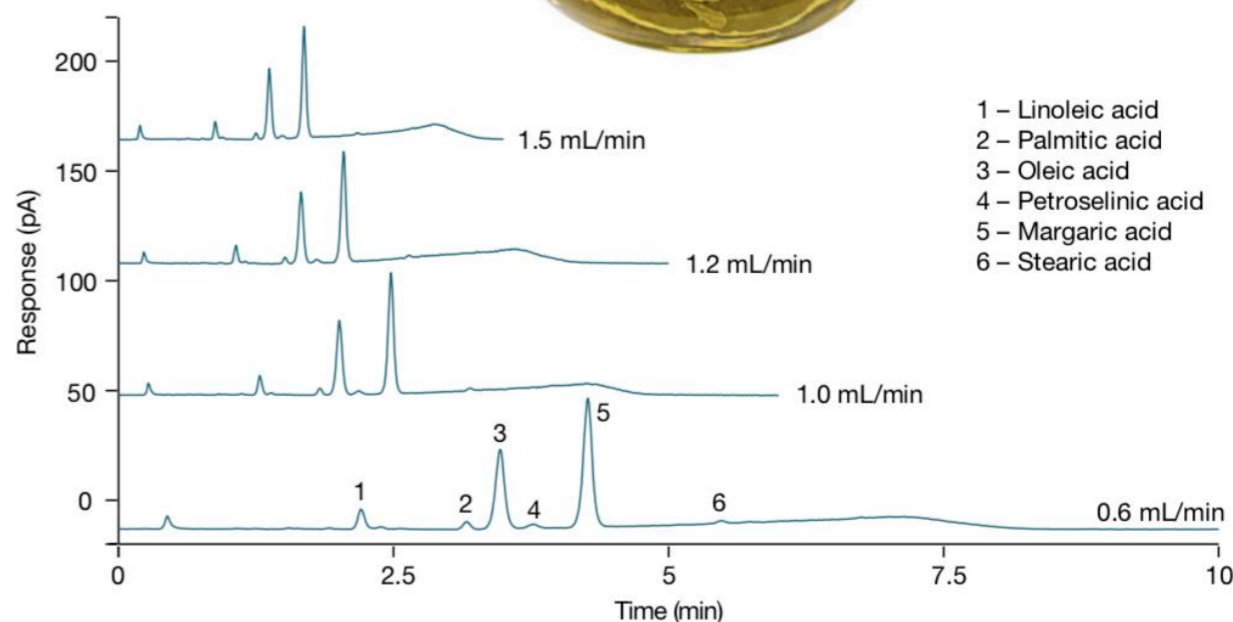 200
150
100
50
0
Response (pA)
1.5 mL/min
1.2 mL/min
1.0 mL/min
0.6 mL/min
1 – Linoleic acid
2 – Palmitic acid
3 – Oleic acid
4 – Petroselinic acid
5 – Margaric acid
6 – Stearic acid
1
2
3
4
5
6
0
2.5
5
7.5
10
Time (min)